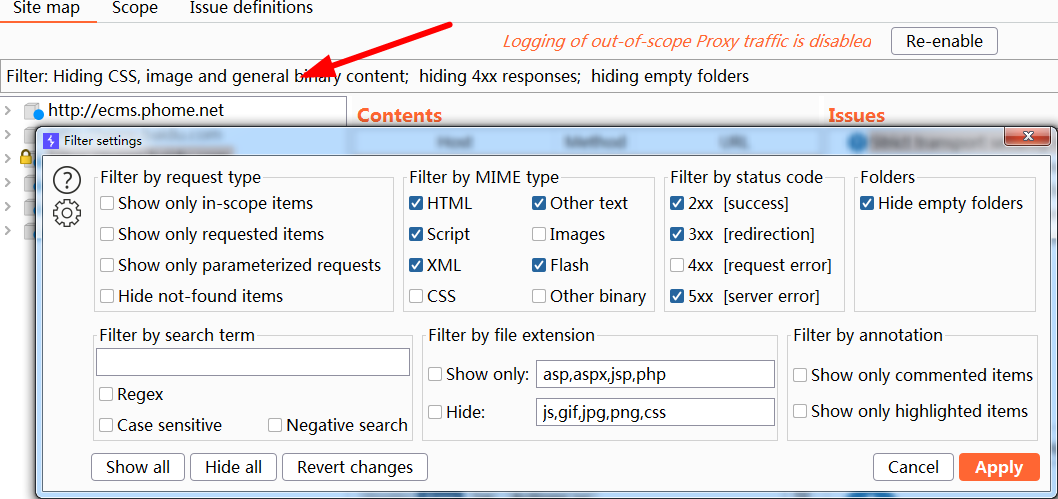 Site map Scope Issue definitions
Logging of out-of-scope Proxy traffic is disabled Re-enable
Filter: Hiding CSS, image and general binary content; hiding 4xx responses; hiding empty folders
http://ecms.phome.net
Contents Issues
Host Method URL
Filter settings
Filter by request type Filter by MIME type Filter by status code Folders
Show only in-scope items HTML Other text 2xx [success] Hide empty folders
Show only requested items Script Images 3xx [redirection]
Show only parameterized requests XML Flash 4xx [request error]
Hide not-found items CSS Other binary 5xx [server error]
Filter by search term Filter by file extension Filter by annotation
Show only: asp,aspx,jsp,php Show only commented items
Regex
Hide: js,gif,jpg,png,css Show only highlighted items
Case sensitive Negative search
Show all Hide all Revert changes Cancel Apply